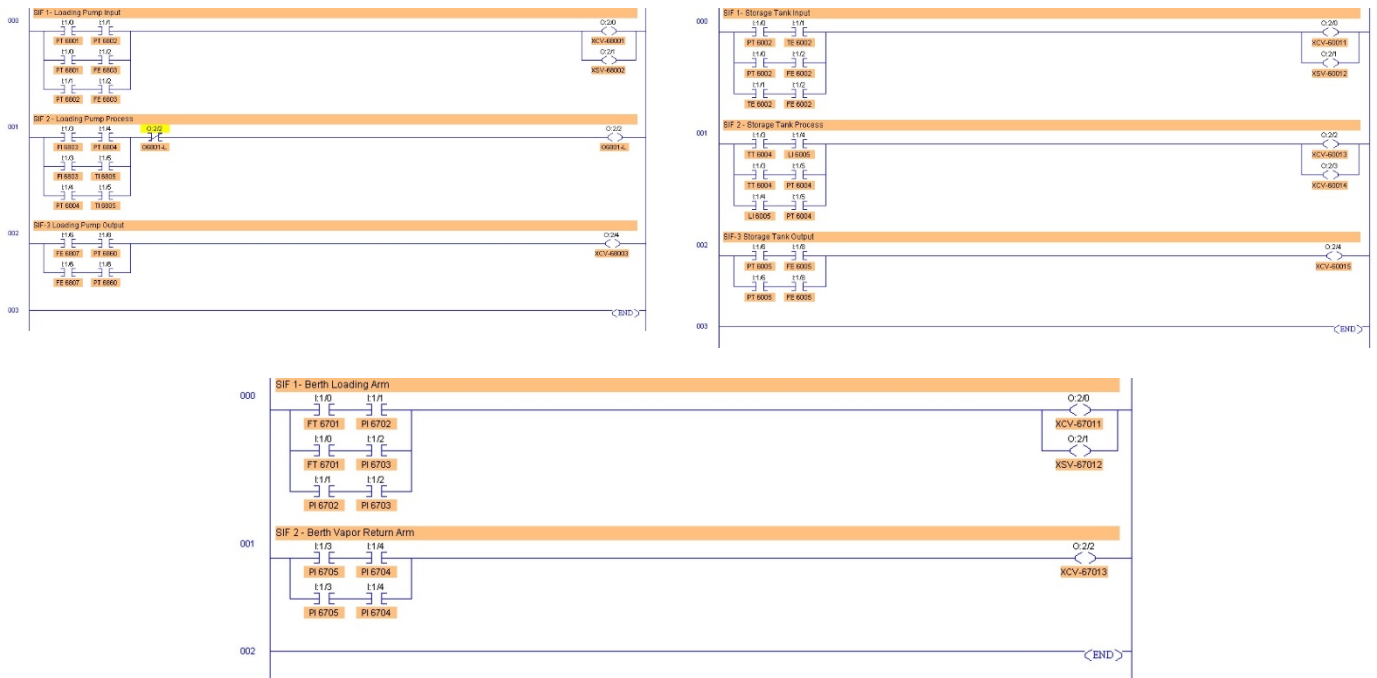 SIF 1- Loading Pump Input
000
I:1/0 I:1/1 O:2/0
PT 6801 PT 6802 XCV-68001
I:1/0 I:1/2 O:2/1
PT 6801 FE 6803 XSV-68002
I:1/1 I:1/2
PT 6802 FE 6803
SIF 2 - Loading Pump Process
001
I:1/3 I:1/4 O:2/2 O:2/2
FI 6803 PT 6804 O6801-L O6801-L
I:1/3 I:1/5
FI 6803 TI 6805
I:1/4 I:1/5
PT 6804 TI 6805
SIF-3 Loading Pump Output
002
I:1/6 I:1/8 O:2/4
FE 6807 PT 6860 XCV-68003
I:1/6 I:1/8
FE 6807 PT 6860
003
END
SIF 1- Storage Tank Input
000
I:1/0 I:1/1 O:2/0
PT 6002 TE 6002 XCV-60011
I:1/0 I:1/2 O:2/1
PT 6002 FE 6002 XSV-60012
I:1/1 I:1/2
TE 6002 FE 6002
SIF 2 - Storage Tank Process
001
I:1/3 I:1/4 O:2/2
TT 6004 LI 6005 XCV-60013
I:1/3 I:1/5 O:2/3
TT 6004 PT 6004 XCV-60014
I:1/4 I:1/5
LI 6005 PT 6004
SIF-3 Storage Tank Output
002
I:1/6 I:1/8 O:2/4
PT 6005 FE 6005 XCV-60015
I:1/6 I:1/8
PT 6005 FE 6005
003
END
SIF 1- Berth Loading Arm
000
I:1/0 I:1/1 O:2/0
FT 6701 PI 6702 XCV-67011
I:1/0 I:1/2 O:2/1
FT 6701 PI 6703 XSV-67012
I:1/1 I:1/2
PI 6702 PI 6703
SIF 2 - Berth Vapor Return Arm
001
I:1/3 I:1/4 O:2/2
PI 6705 PI 6704 XCV-67013
I:1/3 I:1/4
PI 6705 PI 6704
002
END